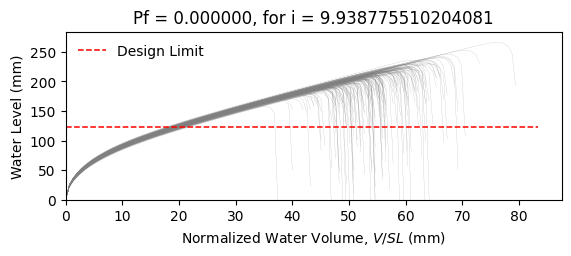 Pf = 0.000000, for i = 9.938775510204081
Water Level (mm)
250
200
150
100
50
0
Design Limit
0 10 20 30 40 50 60 70 80
Normalized Water Volume, V/SL (mm)